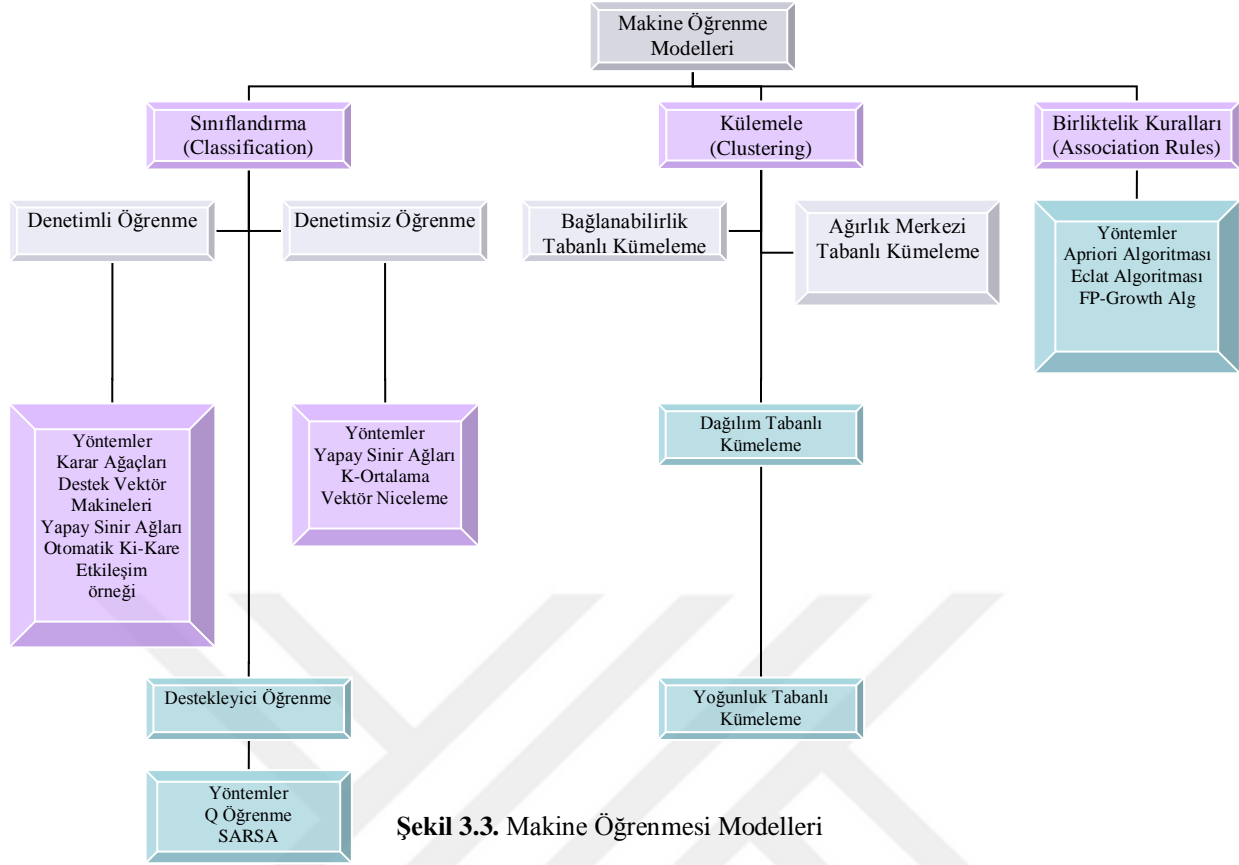 Makine Öğrenme
Modelleri
Sınıflandırma
(Classification)
Külemele
(Clustering)
Birliktelik Kuralları
(Association Rules)
Denetimli Öğrenme
Denetimsiz Öğrenme
Bağlanabilirlik
Tabanlı Kümeleme
Ağırlık Merkezi
Tabanlı Kümeleme
Yöntemler
Apriori Algoritması
Eclat Algoritması
FP-Growth Alg
Yöntemler
Karar Ağaçları
Destek Vektör
Makineleri
Yapay Sinir Ağları
Otomatik Ki-Kare
Etkileşim
örneği
Yöntemler
Yapay Sinir Ağları
K-Ortalama
Vektör Niceleme
Dağılım Tabanlı
Kümeleme
Destekleyici Öğrenme
Yoğunluk Tabanlı
Kümeleme
Yöntemler
Q Öğrenme
SARSA
Şekil 3.3. Makine Öğrenmesi Modelleri